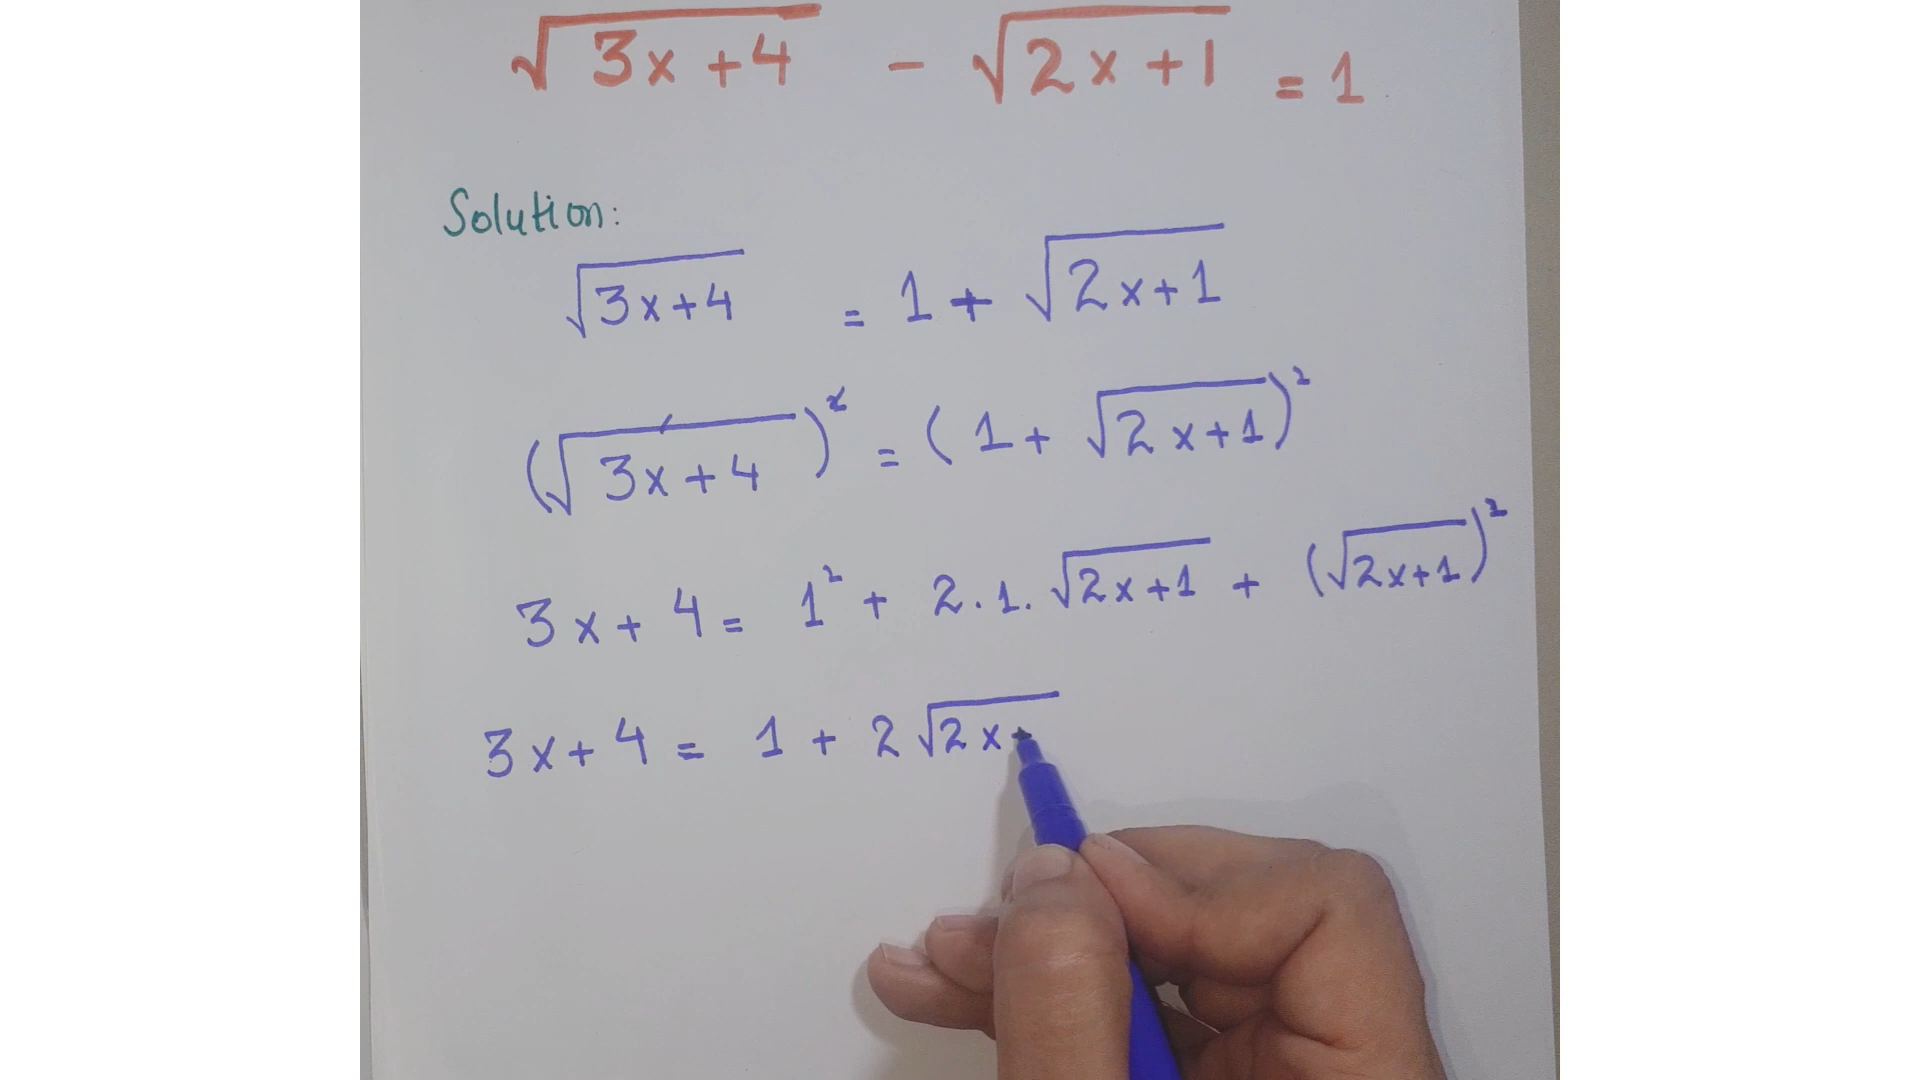 √3x+4 - √2x+1 = 1
Solution:
√3x+4 = 1 + √2x+1
(√3x+4)² = (1 + √2x+1)²
3x + 4 = 1² + 2.1.√2x+1 + (√2x+1)²
3x + 4 = 1 + 2√2x+